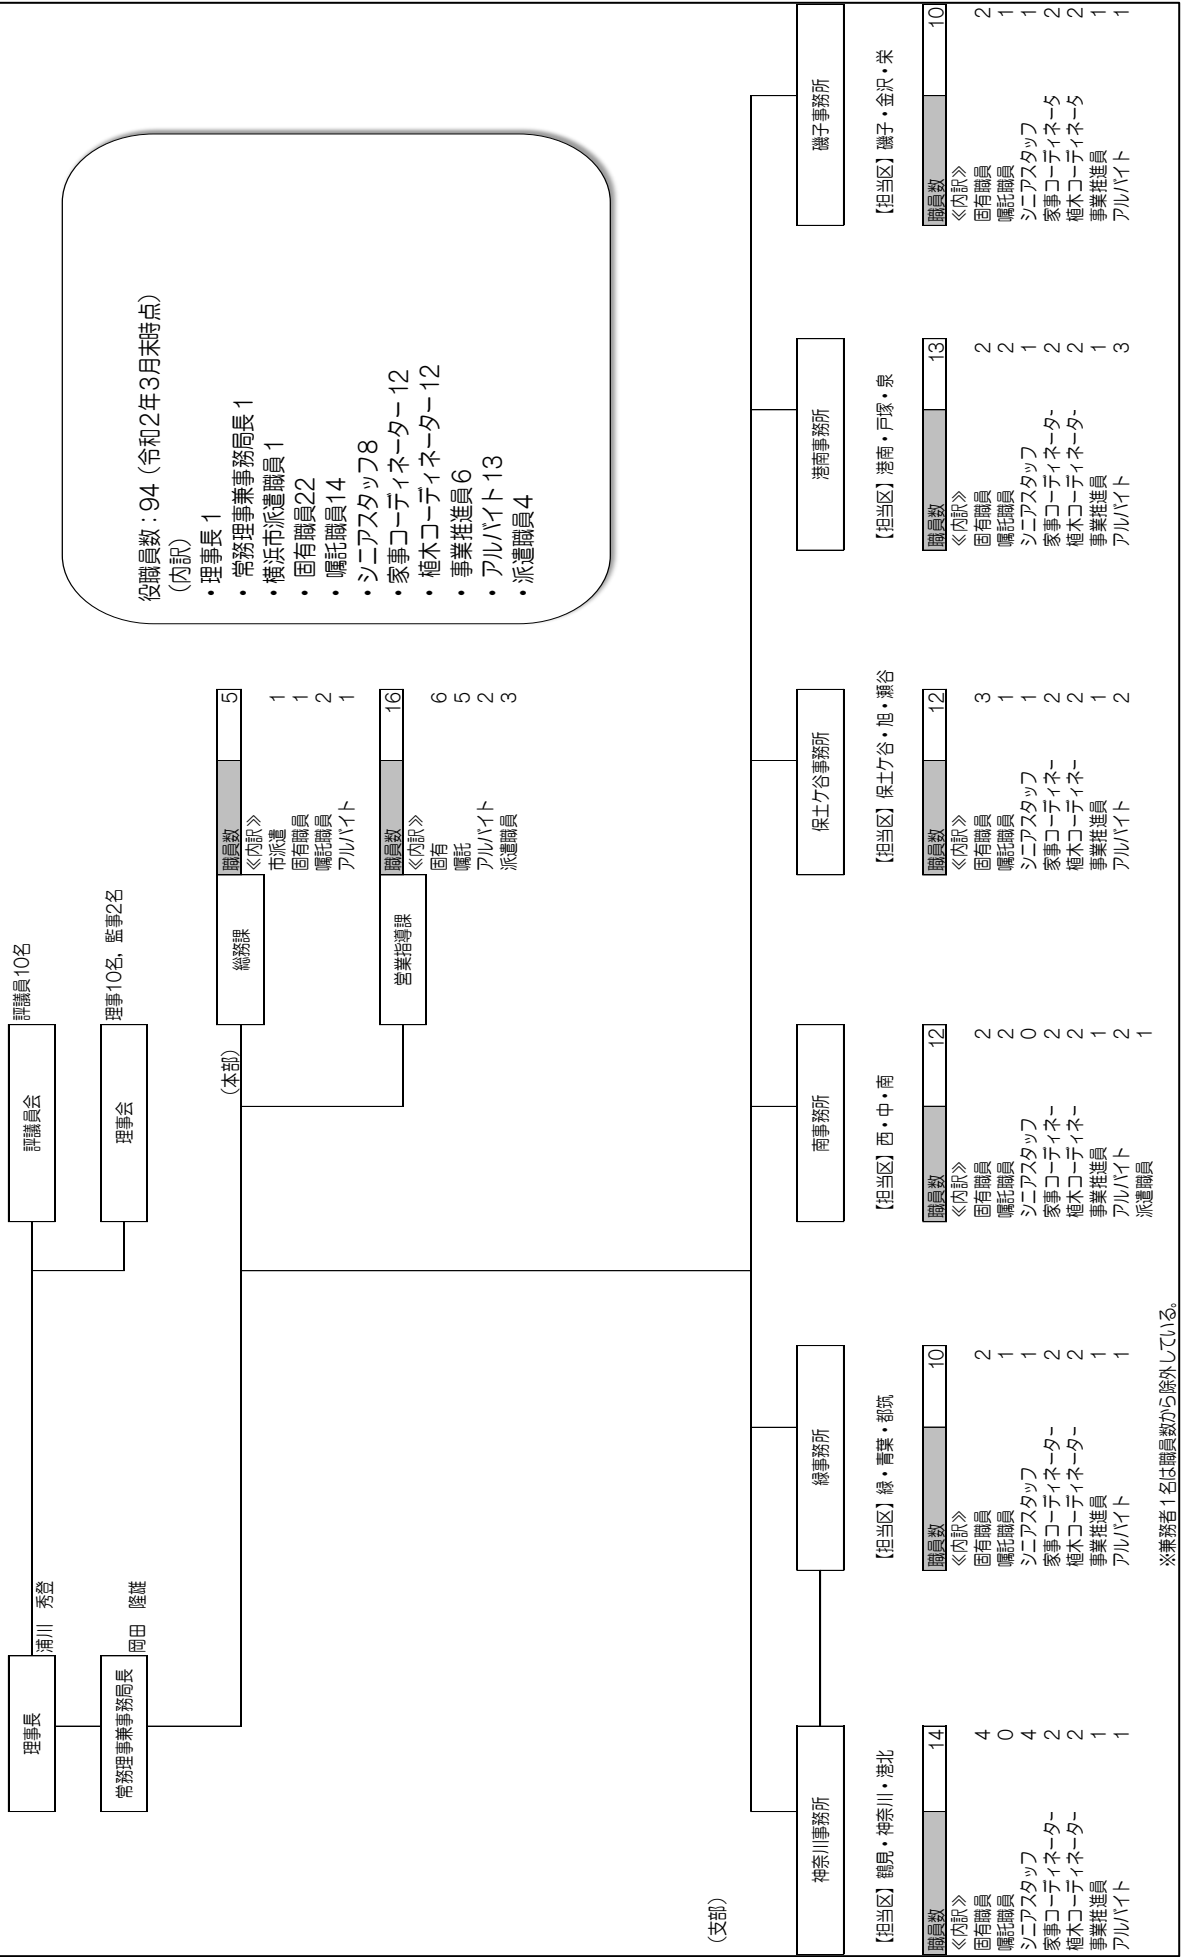 理事長
浦川　秀登
常務理事兼事務局長
岡田　隆雄
評議員会
評議員10名
理事会
理事10名，監事2名
（本部）
総務課
職員数 5
≪内訳≫
市派遣 1
固有職員 1
嘱託職員 2
アルバイト 1
営業指導課
職員数 16
≪内訳≫
固有 6
嘱託 5
アルバイト 2
派遣職員 3
役職員数：94（令和2年3月末時点）
（内訳）
・理事長１
・常務理事兼事務局長１
・横浜市派遣職員１
・固有職員22
・嘱託職員14
・シニアスタッフ8
・家事コーディネーター12
・植木コーディネーター12
・事業推進員６
・アルバイト13
・派遣職員4
（支部）
神奈川事務所
【担当区】鶴見・神奈川・港北
職員数 14
≪内訳≫
固有職員 4
嘱託職員 0
シニアスタッフ 4
家事コーディネーター 2
植木コーディネーター 2
事業推進員 1
アルバイト 1
緑事務所
【担当区】緑・青葉・都筑
職員数 10
≪内訳≫
固有職員 2
嘱託職員 1
シニアスタッフ 1
家事コーディネーター 2
植木コーディネーター 2
事業推進員 1
アルバイト 1
南事務所
【担当区】西・中・南
職員数 12
≪内訳≫
固有職員 2
嘱託職員 2
シニアスタッフ 0
家事コーディネー 2
植木コーディネー 2
事業推進員 1
アルバイト 2
派遣職員 1
保土ケ谷事務所
【担当区】保土ケ谷・旭・瀬谷
職員数 12
≪内訳≫
固有職員 3
嘱託職員 1
シニアスタッフ 1
家事コーディネー 2
植木コーディネー 2
事業推進員 1
アルバイト 2
港南事務所
【担当区】港南・戸塚・泉
職員数 13
≪内訳≫
固有職員 2
嘱託職員 2
シニアスタッフ 1
家事コーディネーター 2
植木コーディネーター 2
事業推進員 1
アルバイト 3
磯子事務所
【担当区】磯子・金沢・栄
職員数 10
≪内訳≫
固有職員 2
嘱託職員 1
シニアスタッフ 1
家事コーディネータ 2
植木コーディネータ 2
事業推進員 1
アルバイト 1
※兼務者１名は職員数から除外している。